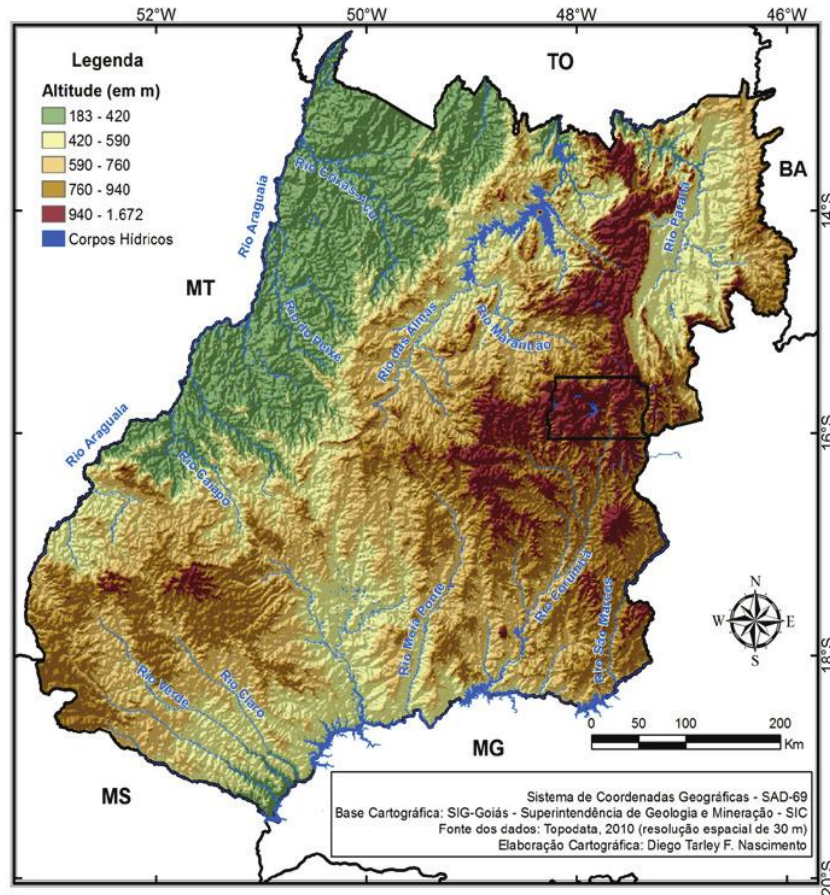 52°W 50°W 48°W 46°W
Legenda
Altitude (em m)
183 - 420
420 - 590
590 - 760
760 - 940
940 - 1.672
Corpos Hídricos
TO
BA
MT
MS
MG
Rio Araguaia
Rio Crixás-Açu
Rio do Peixe
Rio das Almas
Rio Maranhão
Rio Paranã
Rio Araguaia
Rio Caiapó
Rio Meia Ponte
Rio Corumbá
Rio São Marcos
Rio Verde
Rio Claro
14°S
16°S
18°S
20°S
N
W E
S
0 50 100 200
Km
Sistema de Coordenadas Geográficas - SAD-69
Base Cartográfica: SIG-Goiás - Superintendência de Geologia e Mineração - SIC
Fonte dos dados: Topodata, 2010 (resolução espacial de 30 m)
Elaboração Cartográfica: Diego Tarley F. Nascimento